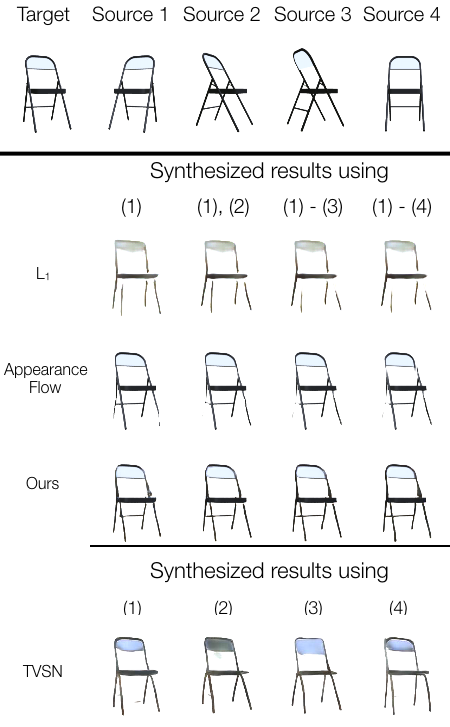 Target Source 1 Source 2 Source 3 Source 4
Synthesized results using
(1) (1), (2) (1) - (3) (1) - (4)
L₁
Appearance
Flow
Ours
Synthesized results using
(1) (2) (3) (4)
TVSN